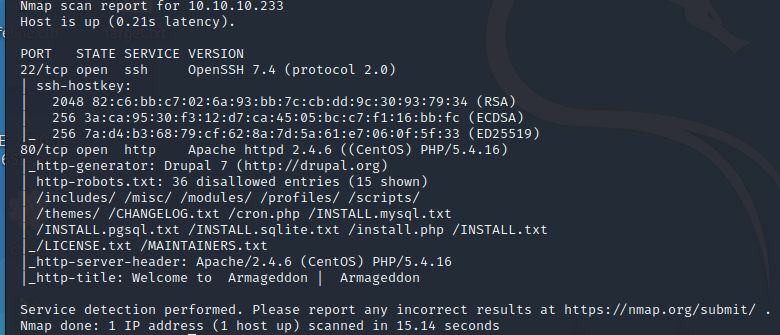 Nmap scan report for 10.10.10.233
Host is up (0.21s latency).
PORT   STATE SERVICE VERSION
22/tcp open  ssh     OpenSSH 7.4 (protocol 2.0)
| ssh-hostkey:
|   2048 82:c6:bb:c7:02:6a:93:bb:7c:cb:dd:9c:30:93:79:34 (RSA)
|   256 3a:ca:95:30:f3:12:d7:ca:45:05:bc:c7:f1:16:bb:fc (ECDSA)
|_  256 7a:d4:b3:68:79:cf:62:8a:7d:5a:61:e7:06:0f:5f:33 (ED25519)
80/tcp open  http    Apache httpd 2.4.6 ((CentOS) PHP/5.4.16)
|_http-generator: Drupal 7 (http://drupal.org)
| http-robots.txt: 36 disallowed entries (15 shown)
| /includes/ /misc/ /modules/ /profiles/ /scripts/
| /themes/ /CHANGELOG.txt /cron.php /INSTALL.mysql.txt
| /INSTALL.pgsql.txt /INSTALL.sqlite.txt /install.php /INSTALL.txt
|_/LICENSE.txt /MAINTAINERS.txt
|_http-server-header: Apache/2.4.6 (CentOS) PHP/5.4.16
|_http-title: Welcome to  Armageddon |  Armageddon
Service detection performed. Please report any incorrect results at https://nmap.org/submit/ .
Nmap done: 1 IP address (1 host up) scanned in 15.14 seconds